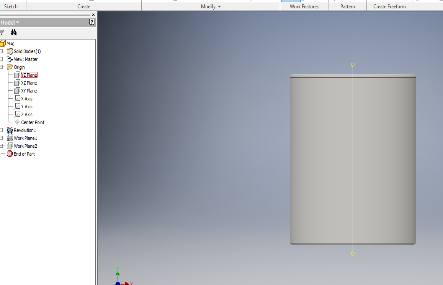 Sketch Create Modify Work Features Pattern Create Freeform
Model
Mug
Solid Bodies(1)
View: Master
Origin
YZ Plane
XZ Plane
XY Plane
X Axis
Y Axis
Z Axis
Center Point
Revolution1
Work Plane1
Work Plane2
End of Part